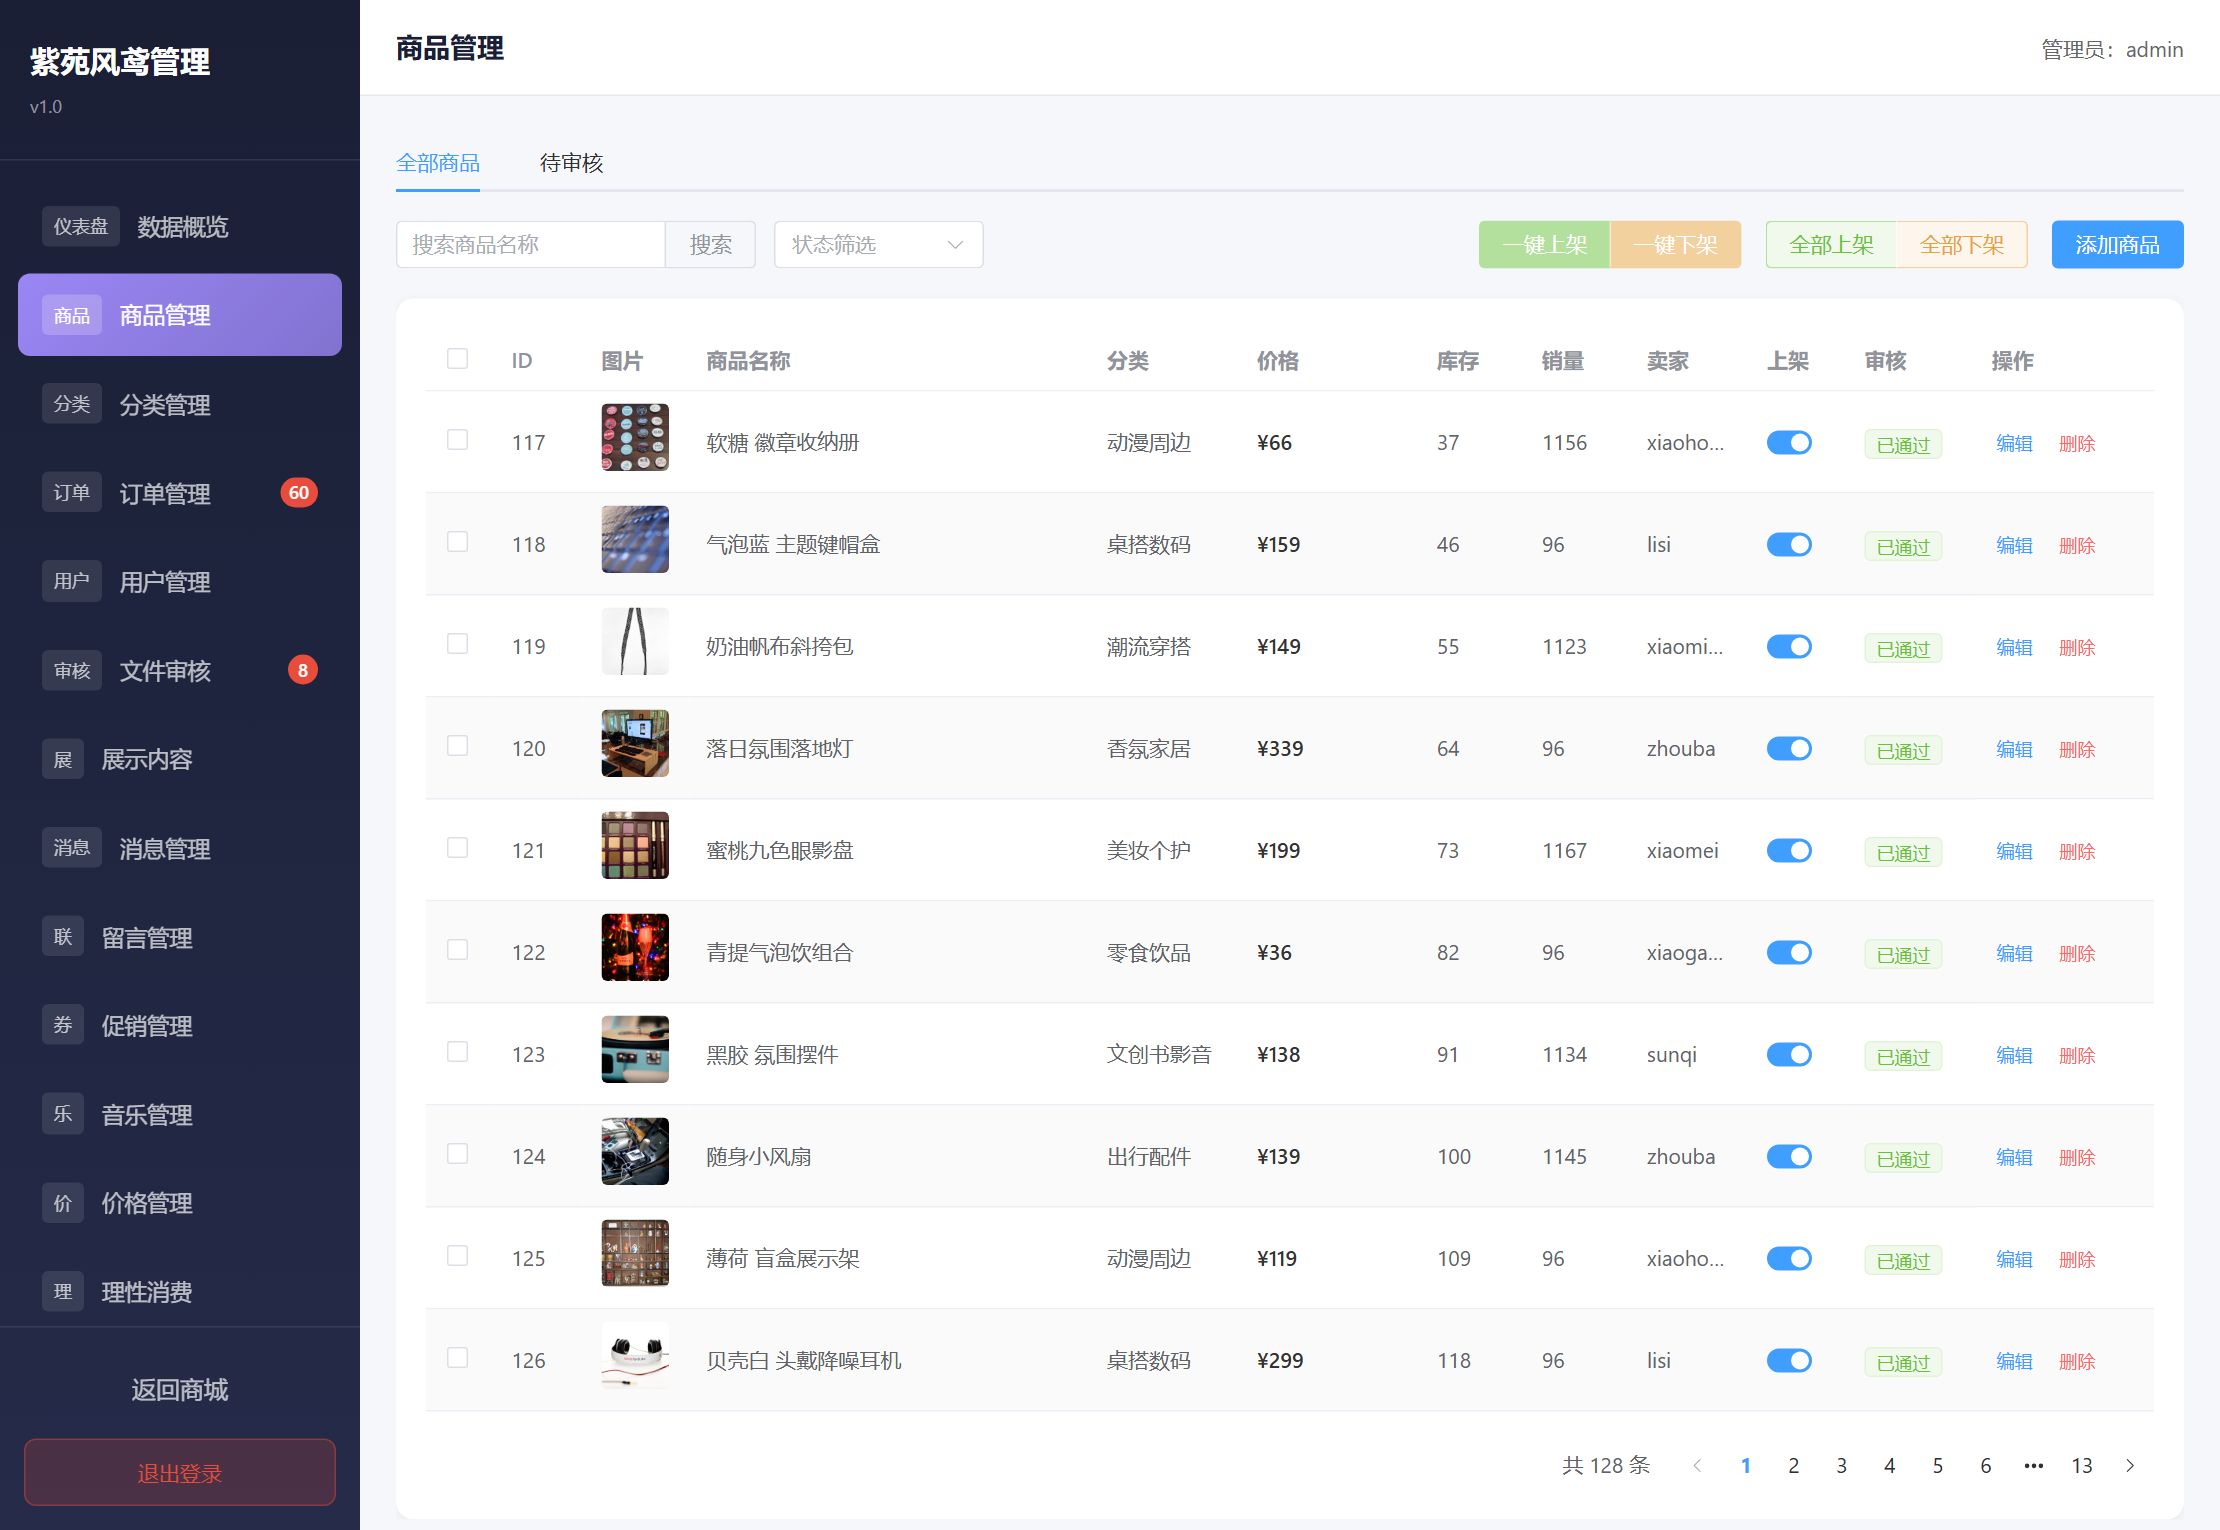 紫苑风鸢管理
v1.0
仪表盘 数据概览
商品 商品管理
分类 分类管理
订单 订单管理 60
用户 用户管理
审核 文件审核 8
展 展示内容
消息 消息管理
联 留言管理
券 促销管理
乐 音乐管理
价 价格管理
理 理性消费
返回商城
退出登录
商品管理
管理员：admin
全部商品 待审核
搜索商品名称 搜索 状态筛选 一键上架 一键下架 全部上架 全部下架 添加商品
ID 图片 商品名称 分类 价格 库存 销量 卖家 上架 审核 操作
117 软糖 徽章收纳册 动漫周边 ¥66 37 1156 xiaoho... 已通过 编辑 删除
118 气泡蓝 主题键帽盒 桌搭数码 ¥159 46 96 lisi 已通过 编辑 删除
119 奶油帆布斜挎包 潮流穿搭 ¥149 55 1123 xiaomi... 已通过 编辑 删除
120 落日氛围落地灯 香氛家居 ¥339 64 96 zhouba 已通过 编辑 删除
121 蜜桃九色眼影盘 美妆个护 ¥199 73 1167 xiaomei 已通过 编辑 删除
122 青提气泡饮组合 零食饮品 ¥36 82 96 xiaoga... 已通过 编辑 删除
123 黑胶 氛围摆件 文创书影音 ¥138 91 1134 sunqi 已通过 编辑 删除
124 随身小风扇 出行配件 ¥139 100 1145 zhouba 已通过 编辑 删除
125 薄荷 盲盒展示架 动漫周边 ¥119 109 96 xiaoho... 已通过 编辑 删除
126 贝壳白 头戴降噪耳机 桌搭数码 ¥299 118 96 lisi 已通过 编辑 删除
共 128 条 1 2 3 4 5 6 ••• 13